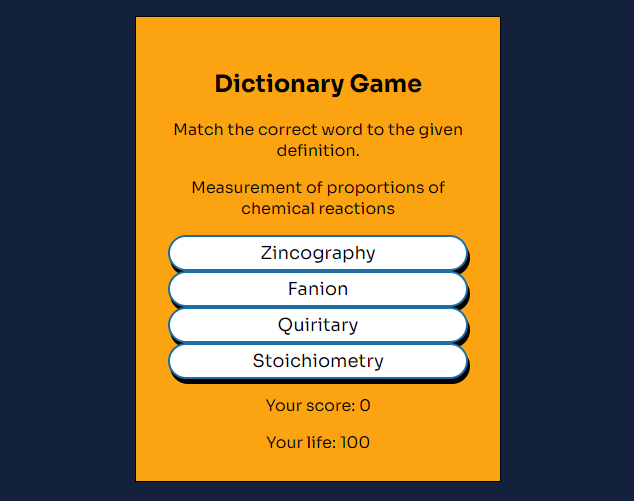 Dictionary Game
Match the correct word to the given
definition.
Measurement of proportions of
chemical reactions
Zincography
Fanion
Quiritary
Stoichiometry
Your score: 0
Your life: 100